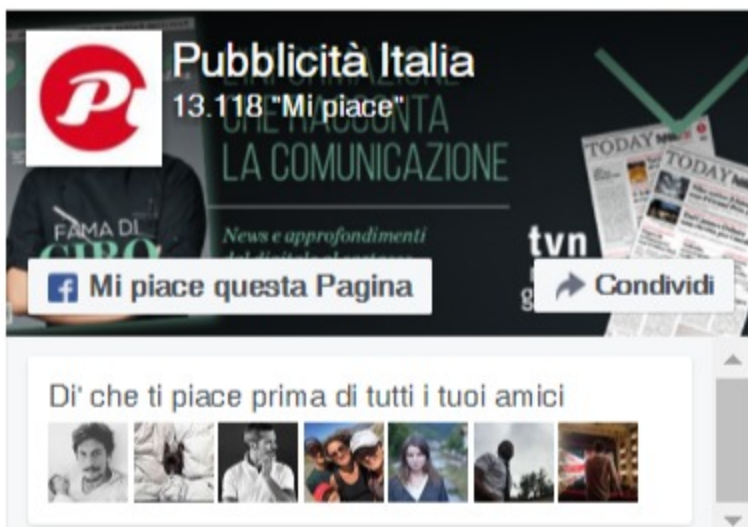 Pubblicità Italia
13.118 "Mi piace"
CHE RACCONTA
LA COMUNICAZIONE
News e approfondimenti
FAMA DI
CIRO
tvn
TODAY
TODAY
Mi piace questa Pagina
Condividi
Di' che ti piace prima di tutti i tuoi amici